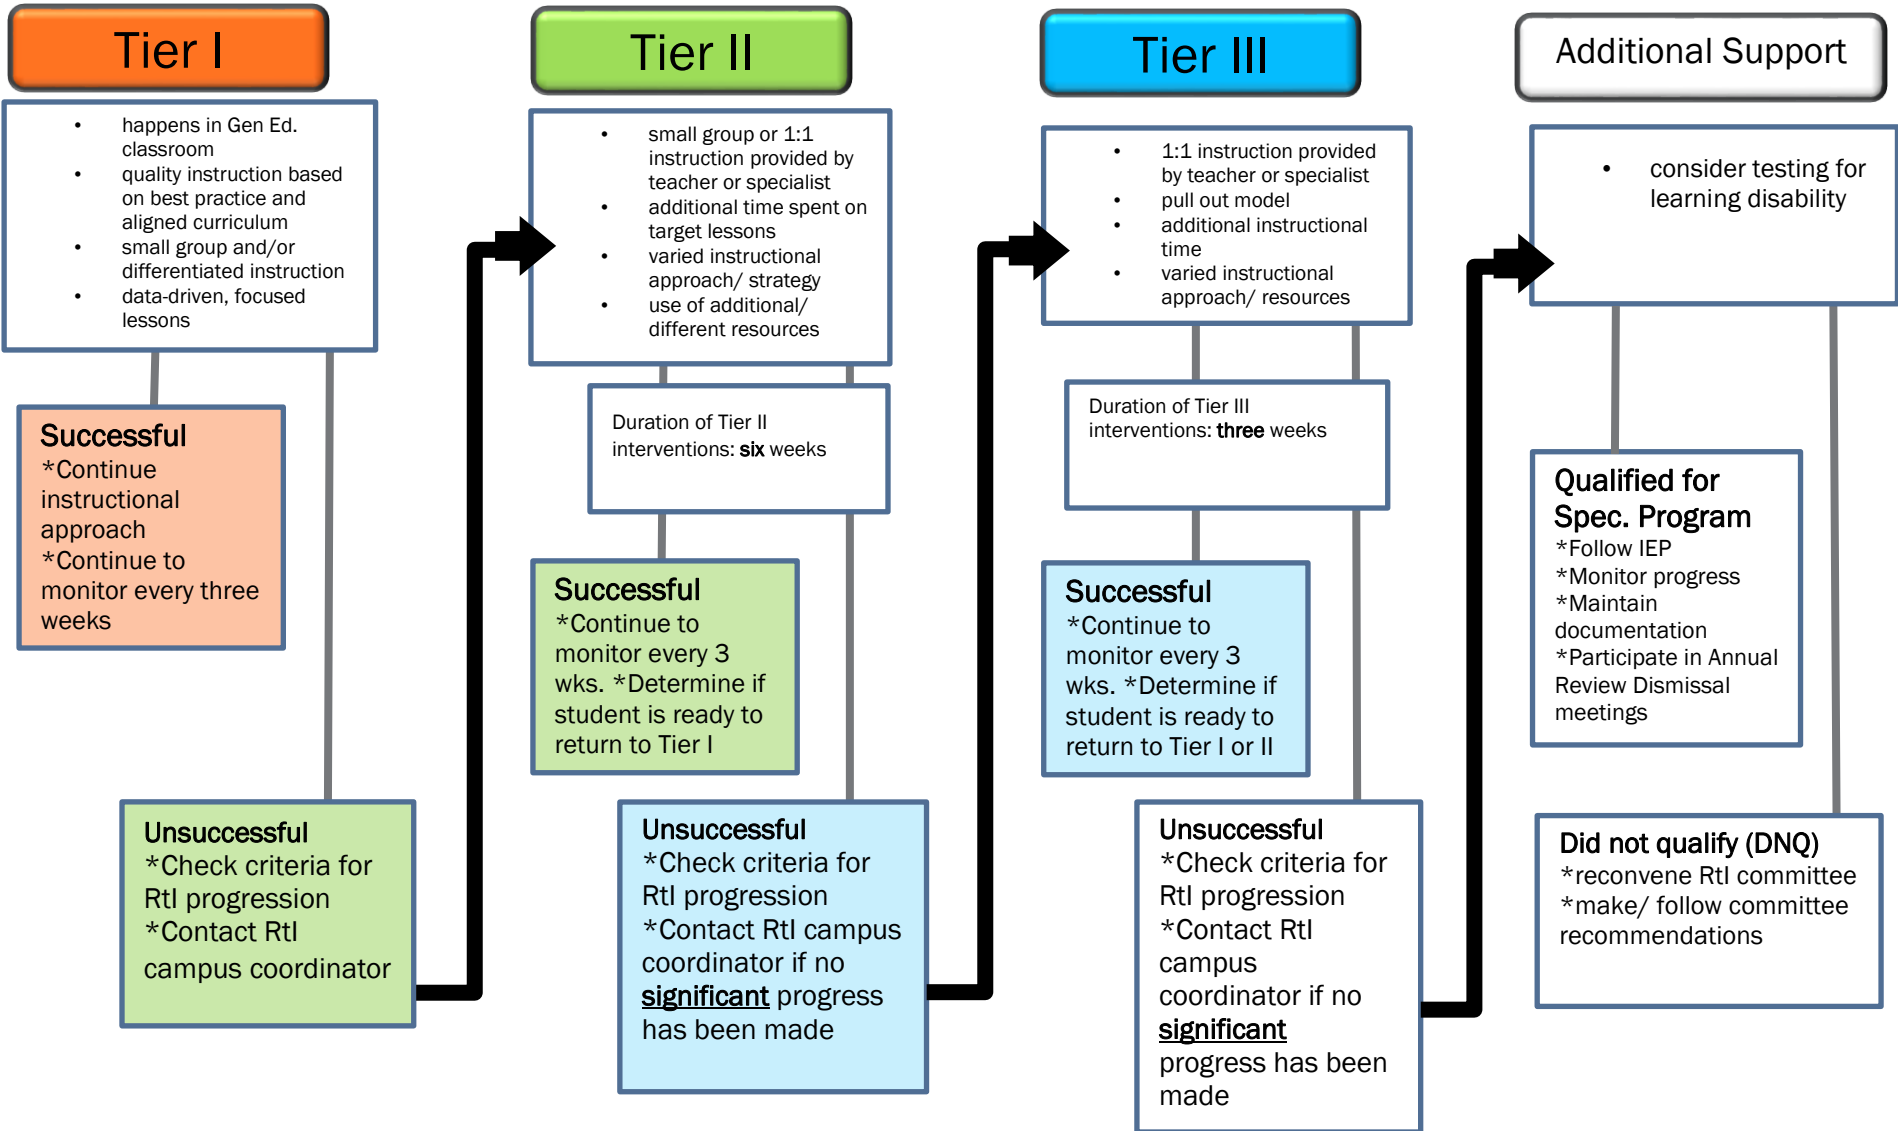 Tier I
• happens in Gen Ed.
classroom
• quality instruction based
on best practice and
aligned curriculum
• small group and/or
differentiated instruction
• data-driven, focused
lessons
Successful
*Continue
instructional
approach
*Continue to
monitor every three
weeks
Unsuccessful
*Check criteria for
RtI progression
*Contact RtI
campus coordinator
Tier II
• small group or 1:1
instruction provided by
teacher or specialist
• additional time spent on
target lessons
• varied instructional
approach/ strategy
• use of additional/
different resources
Duration of Tier II
interventions: six weeks
Successful
*Continue to
monitor every 3
wks. *Determine if
student is ready to
return to Tier I
Unsuccessful
*Check criteria for
RtI progression
*Contact RtI campus
coordinator if no
significant progress
has been made
Tier III
• 1:1 instruction provided
by teacher or specialist
• pull out model
• additional instructional
time
• varied instructional
approach/ resources
Duration of Tier III
interventions: three weeks
Successful
*Continue to
monitor every 3
wks. *Determine if
student is ready to
return to Tier I or II
Unsuccessful
*Check criteria for
RtI progression
*Contact RtI
campus
coordinator if no
significant
progress has been
made
Additional Support
• consider testing for
learning disability
Qualified for
Spec. Program
*Follow IEP
*Monitor progress
*Maintain
documentation
*Participate in Annual
Review Dismissal
meetings
Did not qualify (DNQ)
*reconvene RtI committee
*make/ follow committee
recommendations